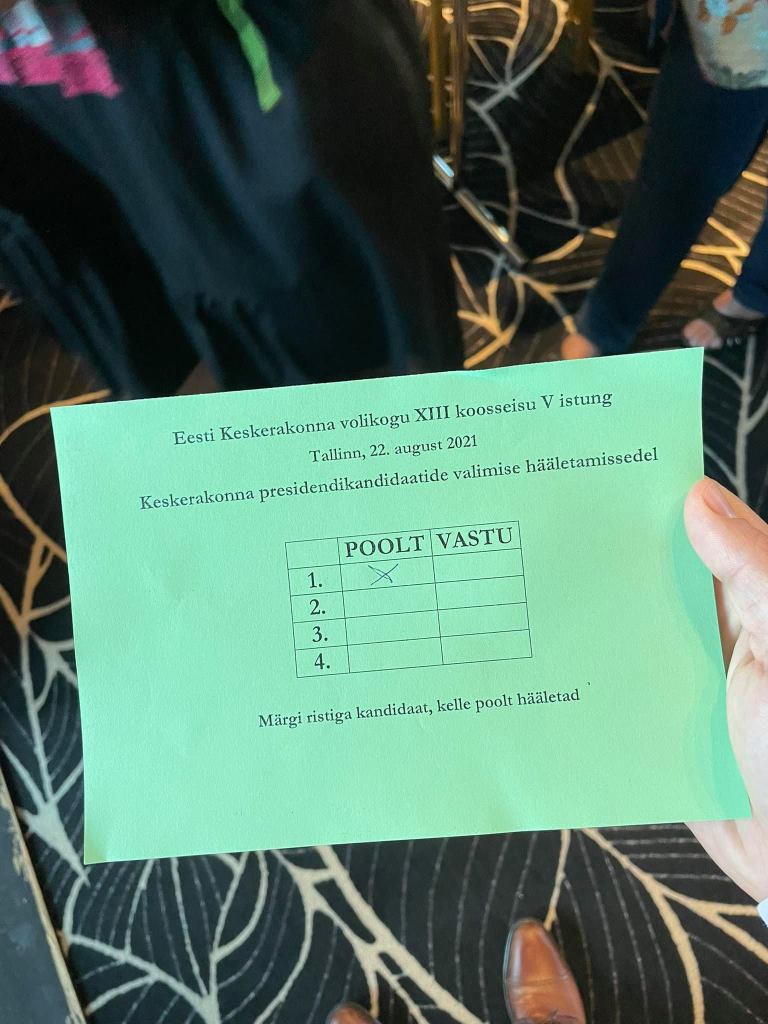 Eesti Keskerakonna volikogu XIII koosseisu V istung
Tallinn, 22. august 2021
Keskerakonna presidendikandidaatide valimise hääletamissedel
POOLT VASTU
1. X
2.
3.
4.
Märgi ristiga kandidaat, kelle poolt hääletad